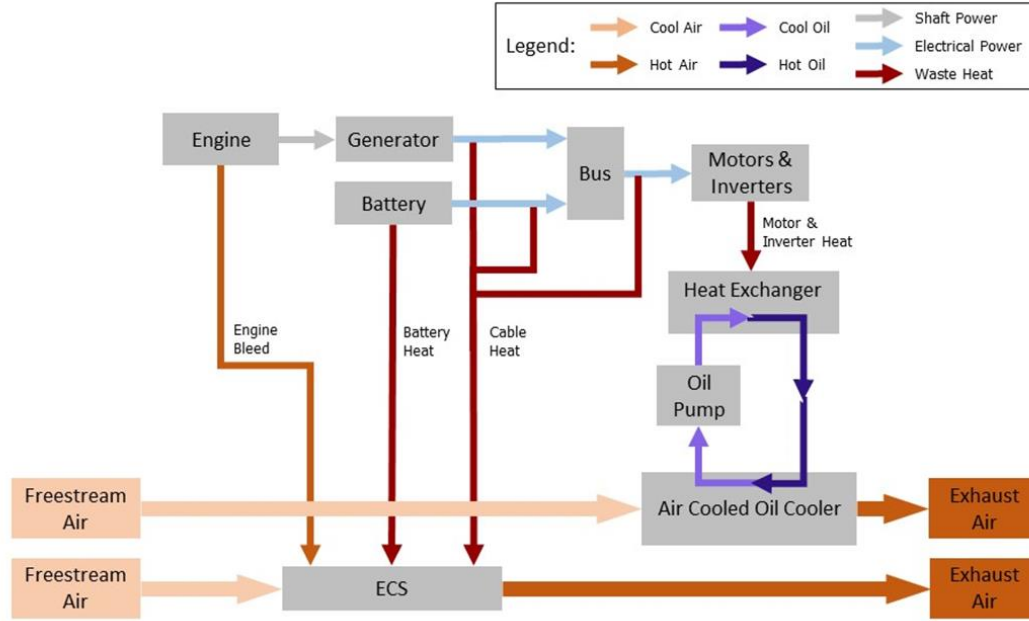 Legend:
Cool Air
Cool Oil
Shaft Power
Electrical Power
Hot Air
Hot Oil
Waste Heat
Engine
Generator
Battery
Bus
Motors &
Inverters
Motor &
Inverter Heat
Heat Exchanger
Engine
Bleed
Battery
Heat
Cable
Heat
Oil
Pump
Freestream
Air
Air Cooled Oil Cooler
Exhaust
Air
Freestream
Air
ECS
Exhaust
Air